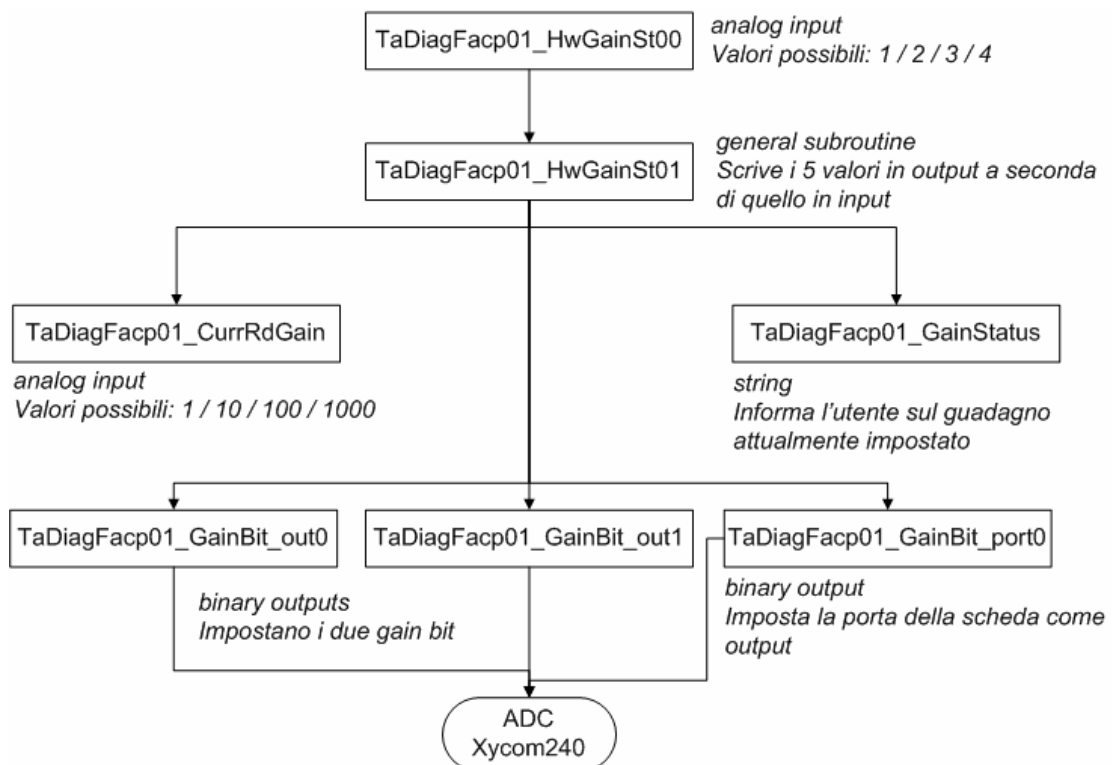 TaDiagFacp01_HwGainSt00
analog input
Valori possibili: 1 / 2 / 3 / 4
TaDiagFacp01_HwGainSt01
general subroutine
Scrive i 5 valori in output a seconda
di quello in input
TaDiagFacp01_CurrRdGain
analog input
Valori possibili: 1 / 10 / 100 / 1000
TaDiagFacp01_GainStatus
string
Informa l'utente sul guadagno
attualmente impostato
TaDiagFacp01_GainBit_out0
TaDiagFacp01_GainBit_out1
TaDiagFacp01_GainBit_port0
binary outputs
Impostano i due gain bit
binary output
Imposta la porta della scheda come
output
ADC
Xycom240